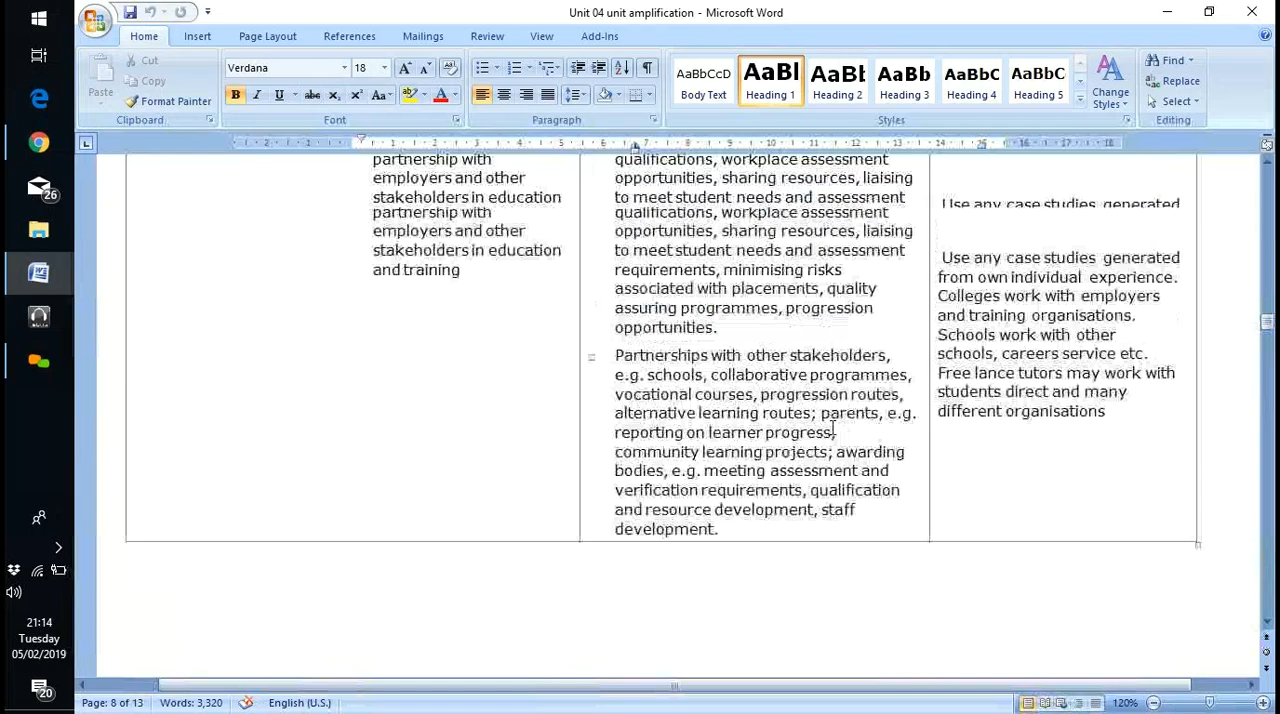 Unit 04 unit amplification - Microsoft Word
Home Insert Page Layout References Mailings Review View Add-Ins
Paste
Cut
Copy
Format Painter
Clipboard
Verdana 18
Font
Paragraph
AaBbCcD Body Text
AaBl Heading 1
AaBb Heading 2
AaBb Heading 3
AaBbC Heading 4
AaBbC Heading 5
Change Styles
Styles
Find
Replace
Select
Editing
partnership with
employers and other
stakeholders in education
partnership with
employers and other
stakeholders in education
and training
qualifications, workplace assessment
opportunities, sharing resources, liaising
to meet student needs and assessment
qualifications, workplace assessment
opportunities, sharing resources, liaising
to meet student needs and assessment
requirements, minimising risks
associated with placements, quality
assuring programmes, progression
opportunities.
Partnerships with other stakeholders,
e.g. schools, collaborative programmes,
vocational courses, progression routes,
alternative learning routes; parents, e.g.
reporting on learner progress,
community learning projects; awarding
bodies, e.g. meeting assessment and
verification requirements, qualification
and resource development, staff
development.
Use any case studies generated
Use any case studies generated
from own individual experience.
Colleges work with employers
and training organisations.
Schools work with other
schools, careers service etc.
Free lance tutors may work with
students direct and many
different organisations
26
21:14
Tuesday
05/02/2019
20
Page: 8 of 13 Words: 3,320 English (U.S.) 120%